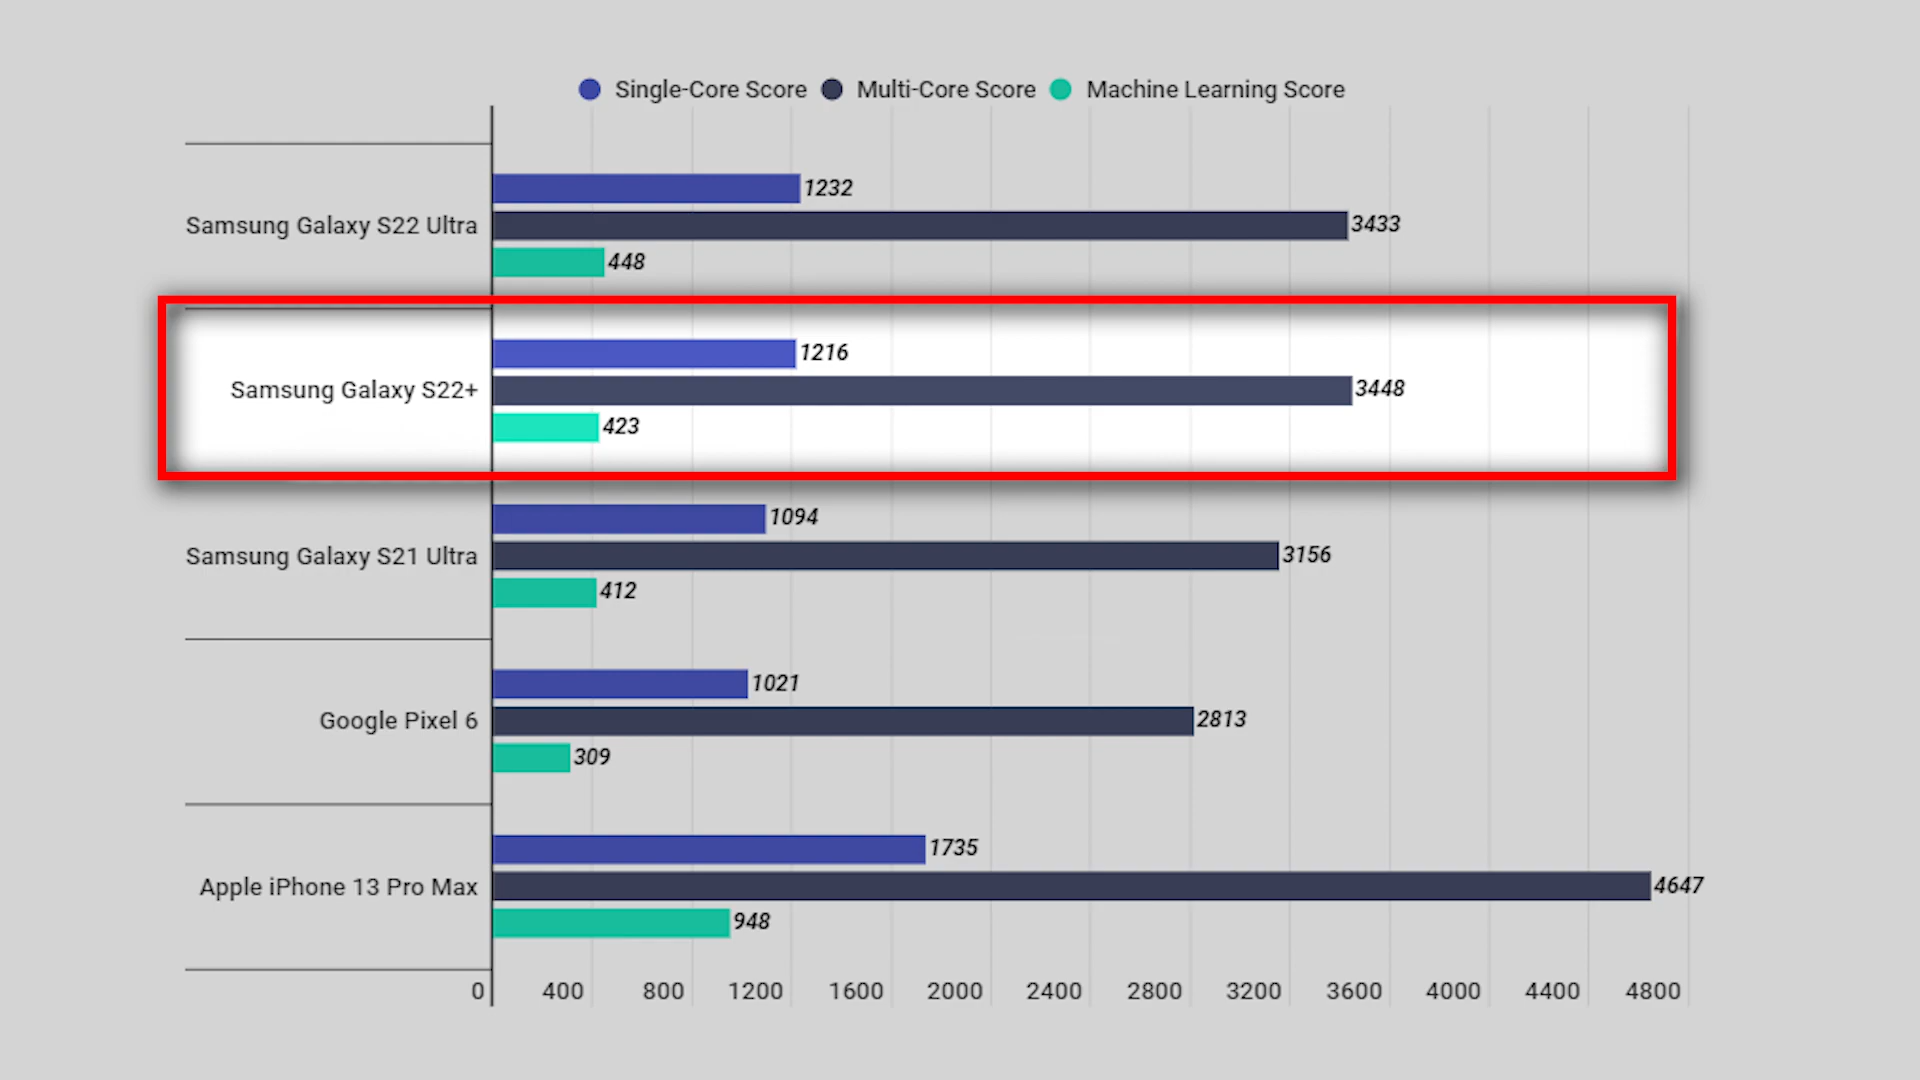 Single-Core Score Multi-Core Score Machine Learning Score
1232
Samsung Galaxy S22 Ultra 3433
448
1216
Samsung Galaxy S22+ 3448
423
1094
Samsung Galaxy S21 Ultra 3156
412
1021
Google Pixel 6 2813
309
1735
Apple iPhone 13 Pro Max 4647
948
0 400 800 1200 1600 2000 2400 2800 3200 3600 4000 4400 4800